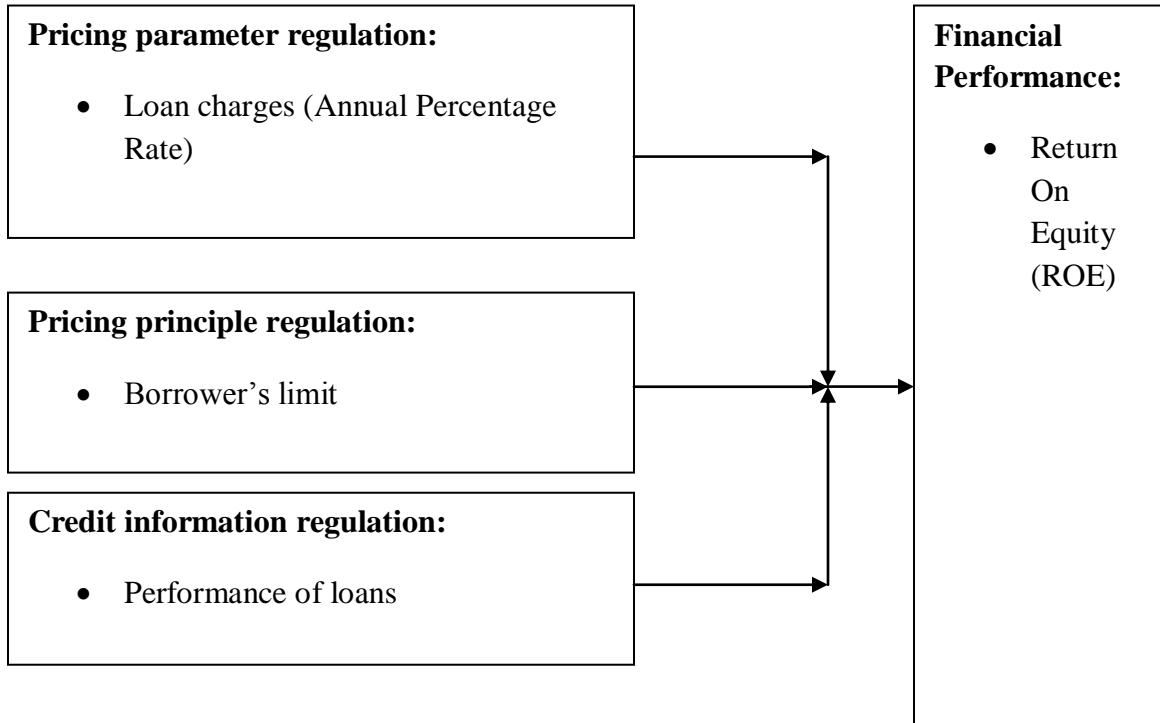 Pricing parameter regulation:
• Loan charges (Annual Percentage
Rate)
Pricing principle regulation:
• Borrower’s limit
Credit information regulation:
• Performance of loans
Financial
Performance:
• Return
On
Equity
(ROE)